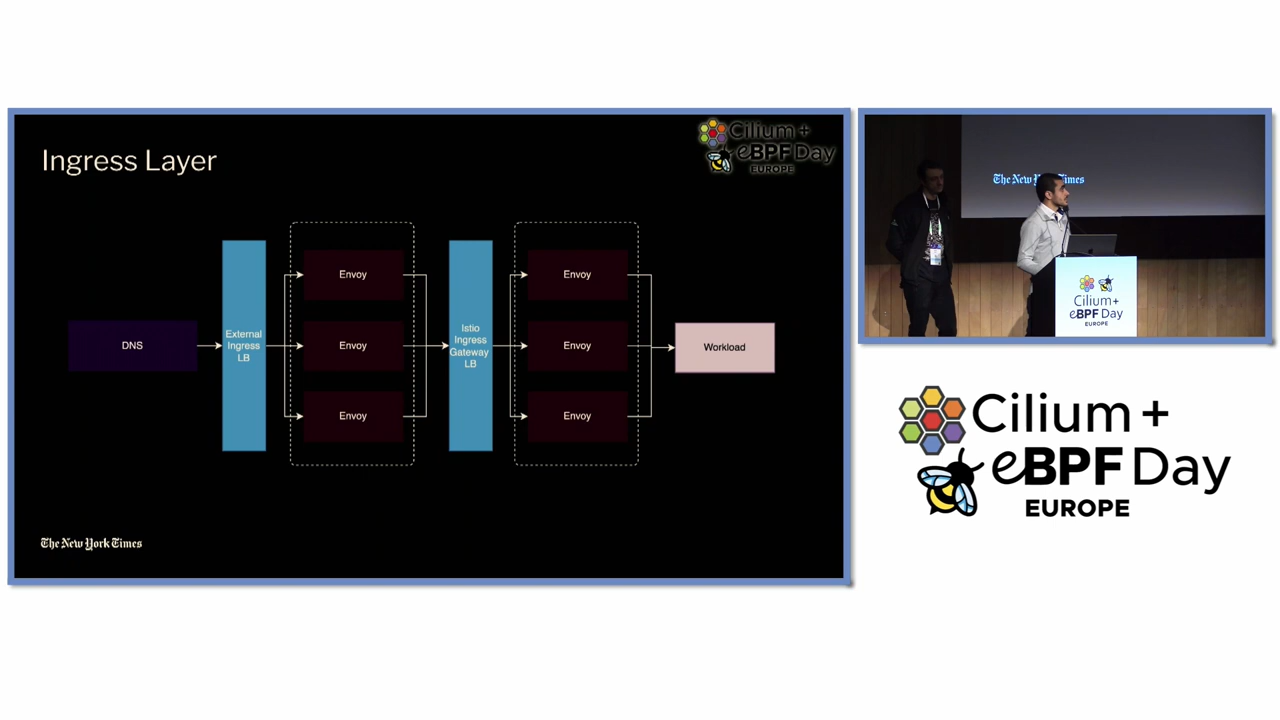 Ingress Layer
Cilium +
eBPF Day
EUROPE
DNS
External
Ingress
LB
Envoy
Envoy
Envoy
Istio
Ingress
Gateway
LB
Envoy
Envoy
Envoy
Workload
The New York Times
The New York Times
Cilium+
eBPF Day
EUROPE
Cilium +
eBPF Day
EUROPE